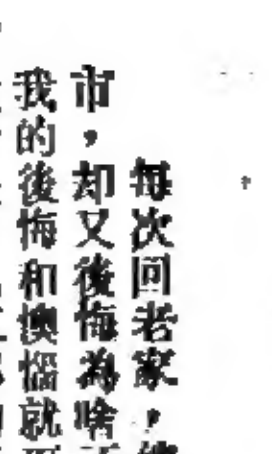 每次回老家，
市，却又後悔為啥
我的後悔和懊惱就